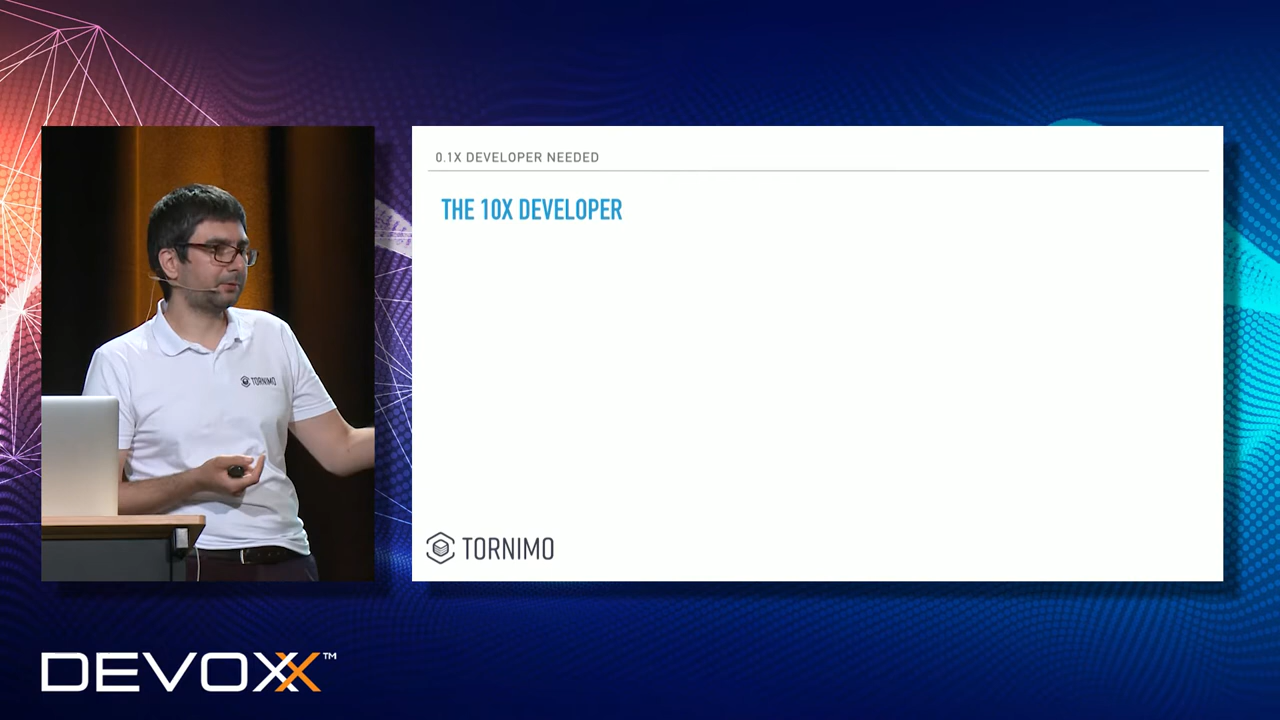 0.1X DEVELOPER NEEDED
THE 10X DEVELOPER
TORNIMO
TORNIMO
DEVOXX™